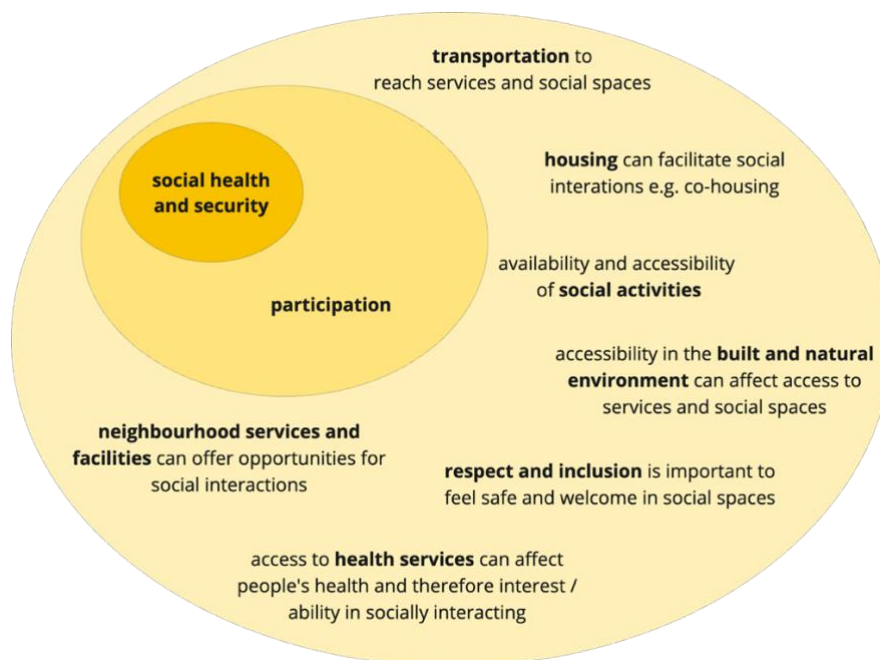 transportation to
reach services and social spaces
housing can facilitate social
interations e.g. co-housing
social health
and security
availability and accessibility
of social activities
participation
accessibility in the built and natural
environment can affect access to
services and social spaces
neighbourhood services and
facilities can offer opportunities for
social interactions
respect and inclusion is important to
feel safe and welcome in social spaces
access to health services can affect
people's health and therefore interest /
ability in socially interacting